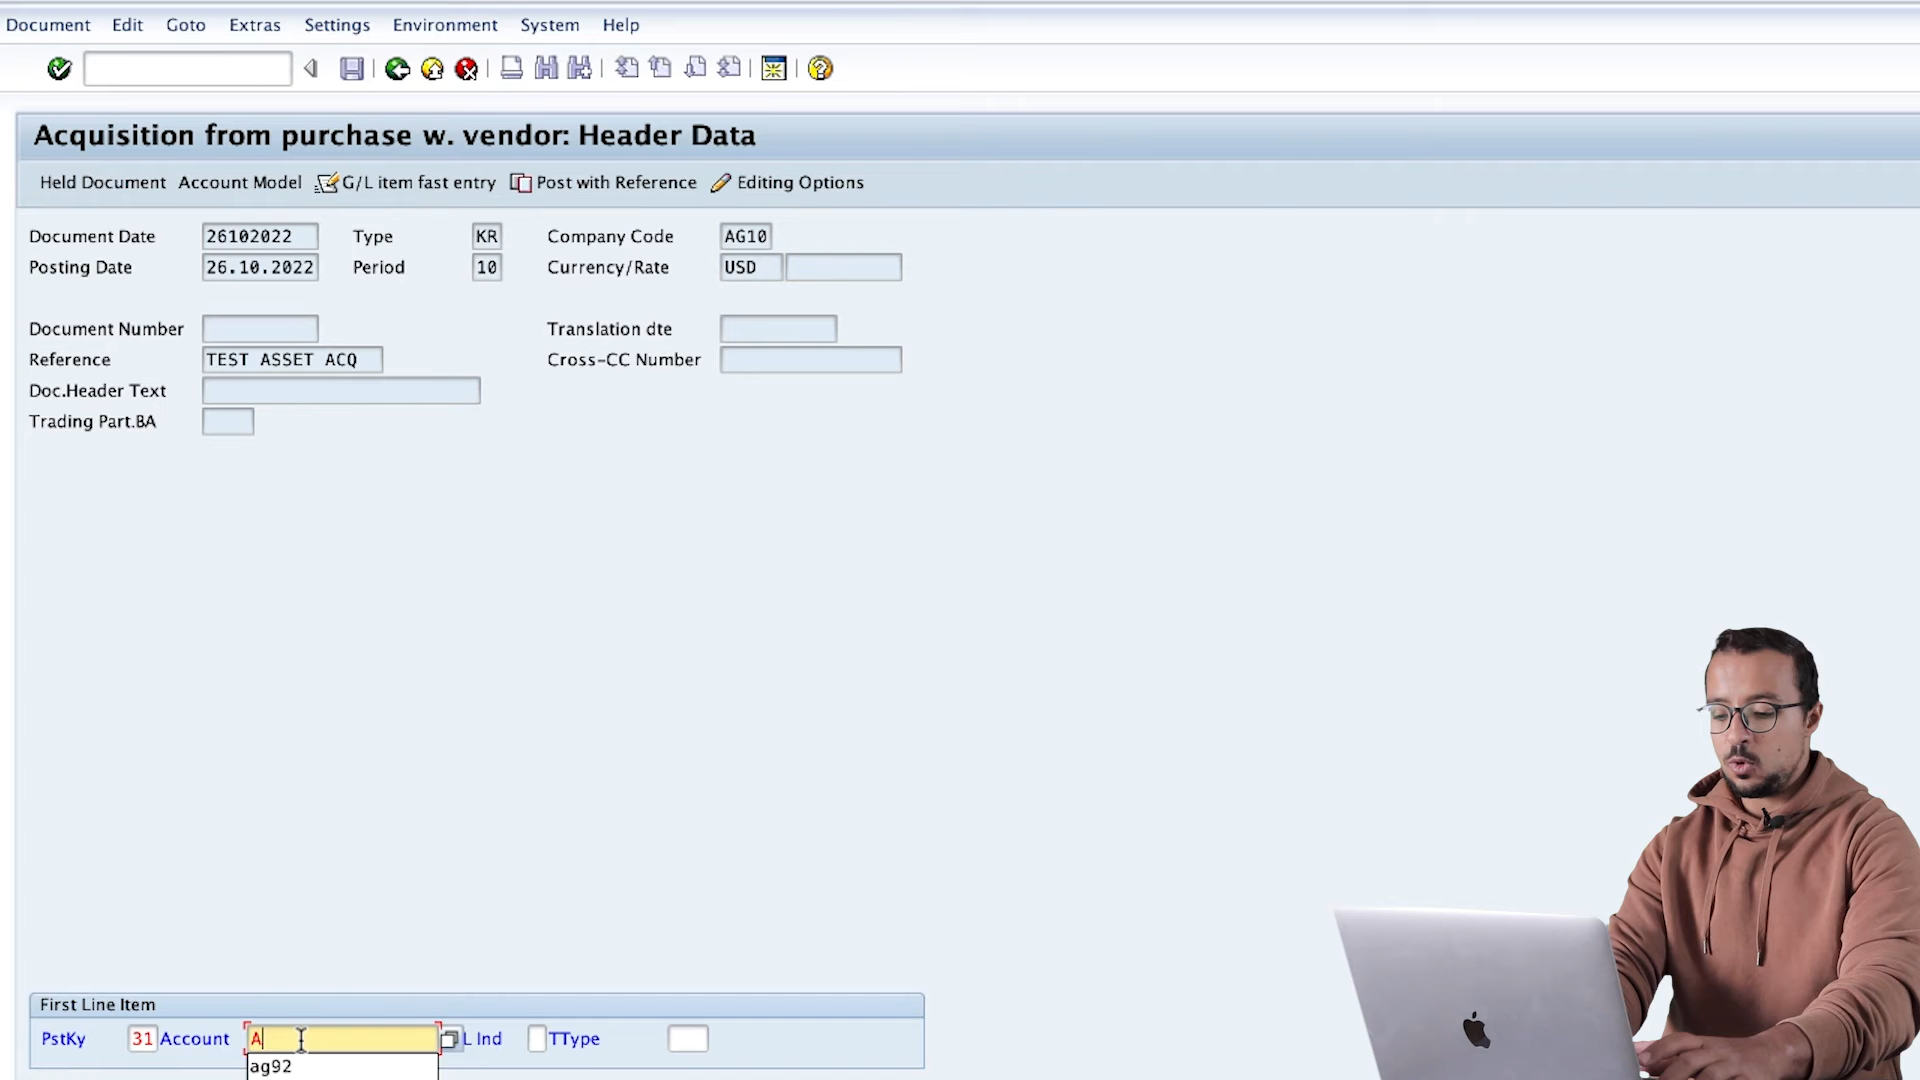 Document Edit Goto Extras Settings Environment System Help
Acquisition from purchase w. vendor: Header Data
Held Document Account Model G/L item fast entry Post with Reference Editing Options
Document Date 26102022 Type KR Company Code AG10
Posting Date 26.10.2022 Period 10 Currency/Rate USD
Document Number Translation dte
Reference TEST ASSET ACQ Cross-CC Number
Doc.Header Text
Trading Part.BA
First Line Item
PstKy 31 Account A L Ind TType
ag92